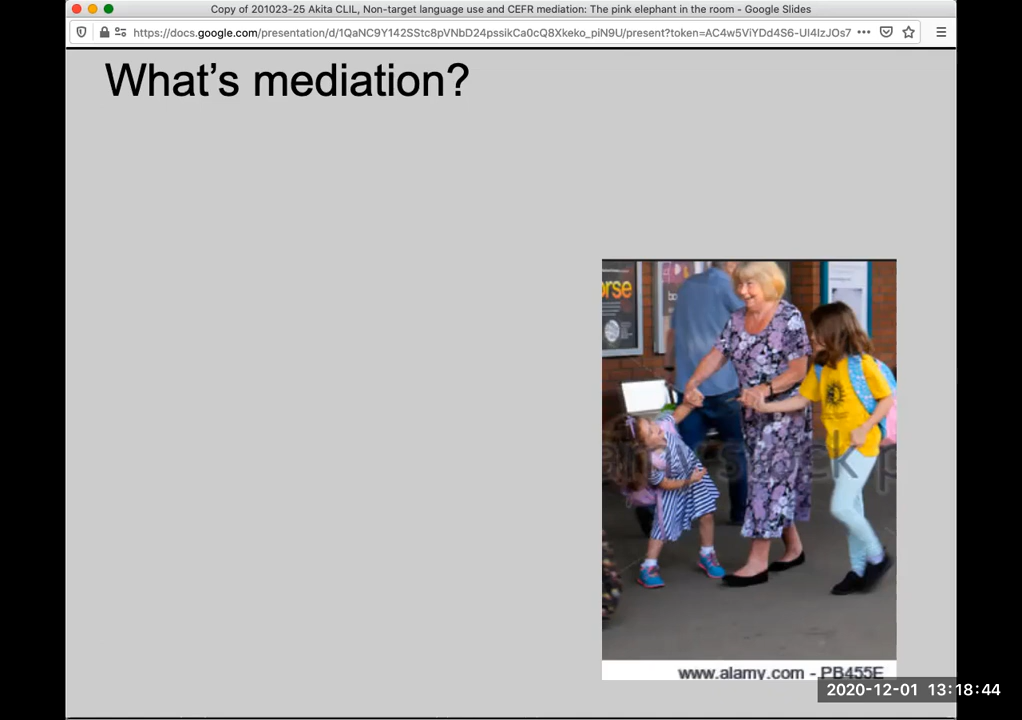 Copy of 201023-25 Akita CLIL, Non-target language use and CEFR mediation: The pink elephant in the room - Google Slides
https://docs.google.com/presentation/d/1QaNC9Y142SStc8pVNbD24pssikCa0cQ8Xkeko_piN9U/present?token=AC4w5ViYDd4S6-UI4IzJOs7
What's mediation?
orse
www.alamy.com - PB455E
2020-12-01 13:18:44